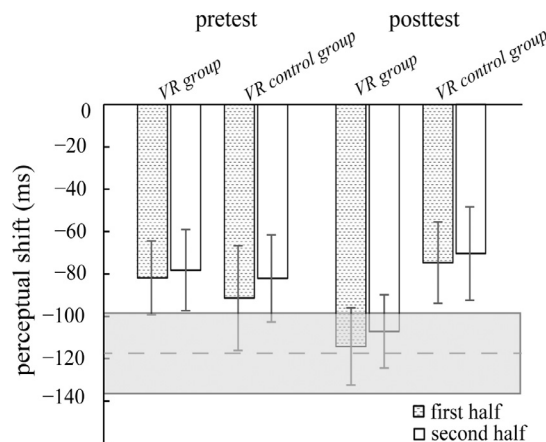 pretest posttest
VR group VR control group VR group VR control group
0
−20
−40
−60
−80
−100
−120
−140
perceptual shift (ms)
first half
second half